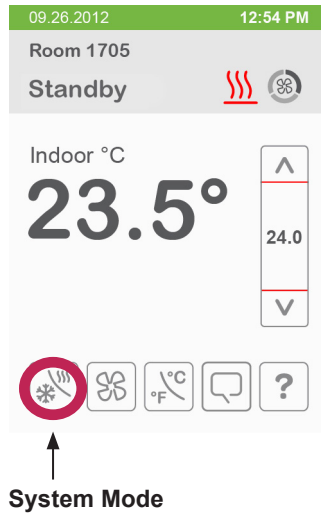 09.26.2012 12:54 PM
Room 1705
Standby
Indoor °C
23.5°
24.0
°F °C
?
System Mode